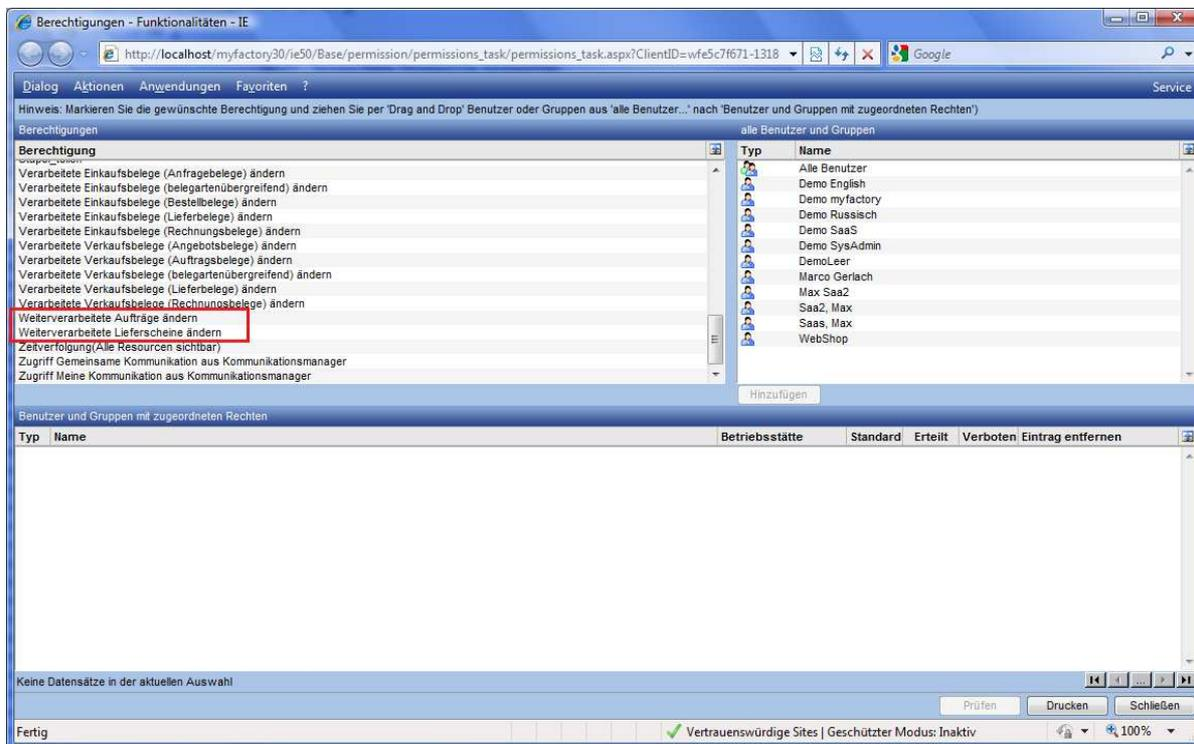 Berechtigungen - Funktionalitäten - IE
http://localhost/myfactory30/ie50/Base/permission/permissions_task/permissions_task.aspx?ClientID=wfe5c7f671-1318
Google
Dialog Aktionen Anwendungen Favoriten ? Service
Hinweis: Markieren Sie die gewünschte Berechtigung und ziehen Sie per 'Drag and Drop' Benutzer oder Gruppen aus 'alle Benutzer...' nach 'Benutzer und Gruppen mit zugeordneten Rechten')
Berechtigungen
Berechtigung
Verarbeitete Einkaufsbelege (Anfragebelege) ändern
Verarbeitete Einkaufsbelege (belegartenübergreifend) ändern
Verarbeitete Einkaufsbelege (Bestellbelege) ändern
Verarbeitete Einkaufsbelege (Lieferbelege) ändern
Verarbeitete Einkaufsbelege (Rechnungsbelege) ändern
Verarbeitete Verkaufsbelege (Angebotsbelege) ändern
Verarbeitete Verkaufsbelege (Auftragsbelege) ändern
Verarbeitete Verkaufsbelege (belegartenübergreifend) ändern
Verarbeitete Verkaufsbelege (Lieferbelege) ändern
Verarbeitete Verkaufsbelege (Rechnungsbelege) ändern
Weiterverarbeitete Aufträge ändern
Weiterverarbeitete Lieferscheine ändern
Zeitverfolgung(Alle Resourcen sichtbar)
Zugriff Gemeinsame Kommunikation aus Kommunikationsmanager
Zugriff Meine Kommunikation aus Kommunikationsmanager
alle Benutzer und Gruppen
Typ Name
Alle Benutzer
Demo English
Demo myfactory
Demo Russisch
Demo SaaS
Demo SysAdmin
DemoLeer
Marco Gerlach
Max Saa2
Saa2, Max
Saas, Max
WebShop
Hinzufügen
Benutzer und Gruppen mit zugeordneten Rechten
Typ Name Betriebsstätte Standard Erteilt Verboten Eintrag entfernen
Keine Datensätze in der aktuellen Auswahl
...
Prüfen Drucken Schließen
Fertig Vertrauenswürdige Sites | Geschützter Modus: Inaktiv 100%